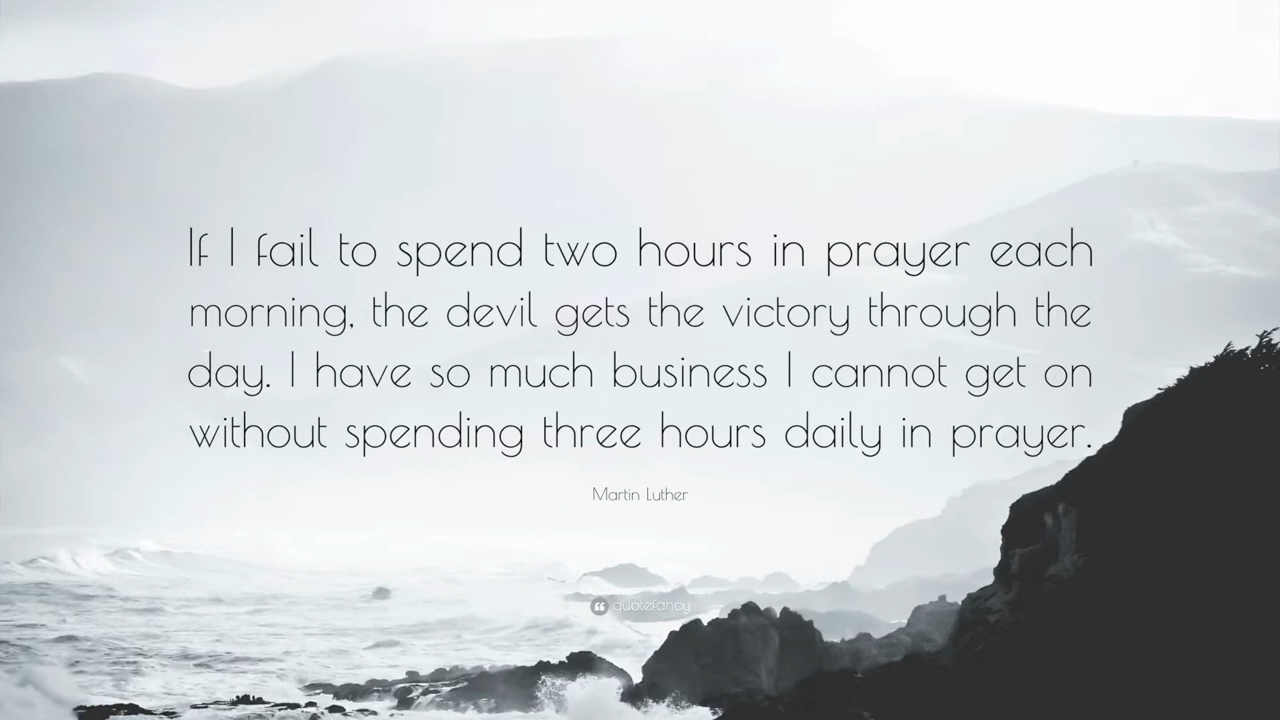 If I fail to spend two hours in prayer each
morning, the devil gets the victory through the
day. I have so much business I cannot get on
without spending three hours daily in prayer.
Martin Luther
quotefancy